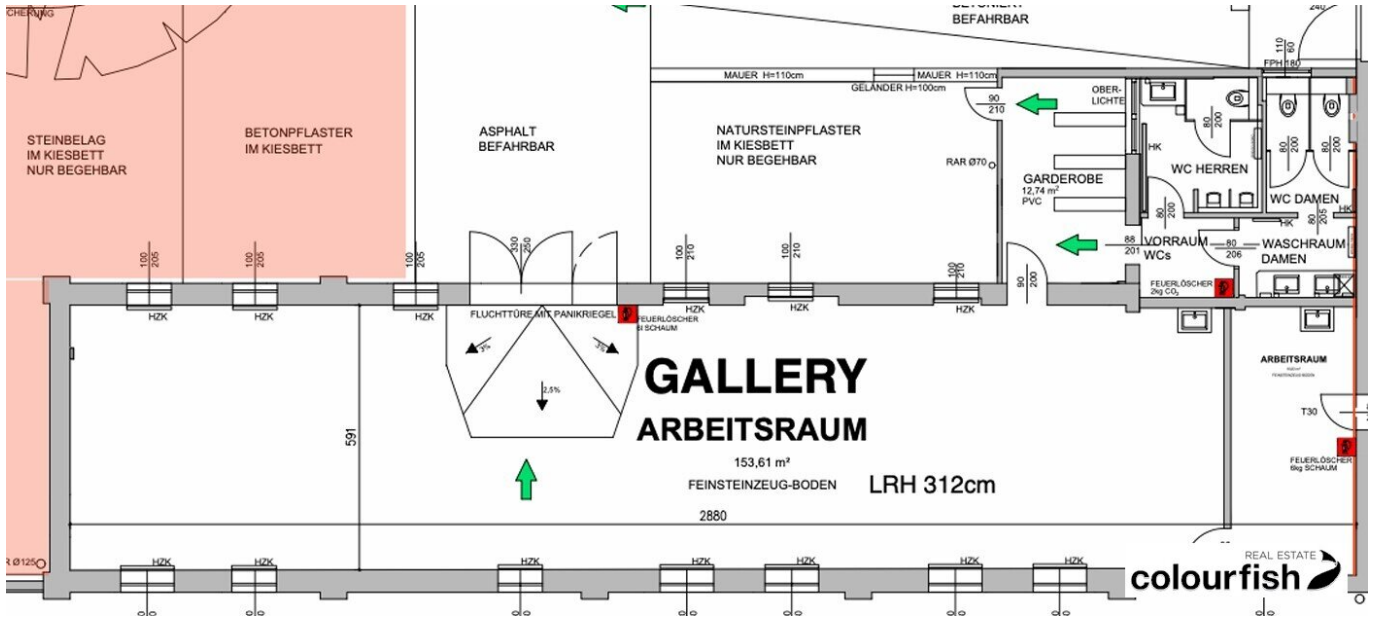 CHERUNG
BETONIERT
BEFAHRBAR
240
110
60
FPH 180
MAUER H=110cm
MAUER H=110cm
GELÄNDER H=100cm
90
210
OBER-
LICHTE
STEINBELAG
IM KIESBETT
NUR BEGEHBAR
BETONPFLASTER
IM KIESBETT
ASPHALT
BEFAHRBAR
NATURSTEINPFLASTER
IM KIESBETT
NUR BEGEHBAR
RAR Ø70
GARDEROBE
12,74 m²
PVC
HK
80
200
WC HERREN
80
200
80
200
WC DAMEN
HK
80
200
80
205
HK
88
201
VORRAUM
WCs
80
206
WASCHRAUM
DAMEN
100
205
100
205
100
205
330
250
100
210
100
210
100
210
90
200
FEUERLÖSCHER
2kg CO₂
HZK
HZK
HZK
FLUCHTTÜRE MIT PANIKRIEGEL
FEUERLÖSCHER
6l SCHAUM
HZK
HZK
HZK
3%
3%
2,5%
GALLERY
ARBEITSRAUM
153,61 m²
FEINSTEINZEUG-BODEN
LRH 312cm
591
2880
ARBEITSRAUM
FEINSTEINZEUG-BODEN
T30
FEUERLÖSCHER
6kg SCHAUM
R Ø125
HZK
HZK
HZK
HZK
HZK
HZK
HZK
REAL ESTATE
colourfish